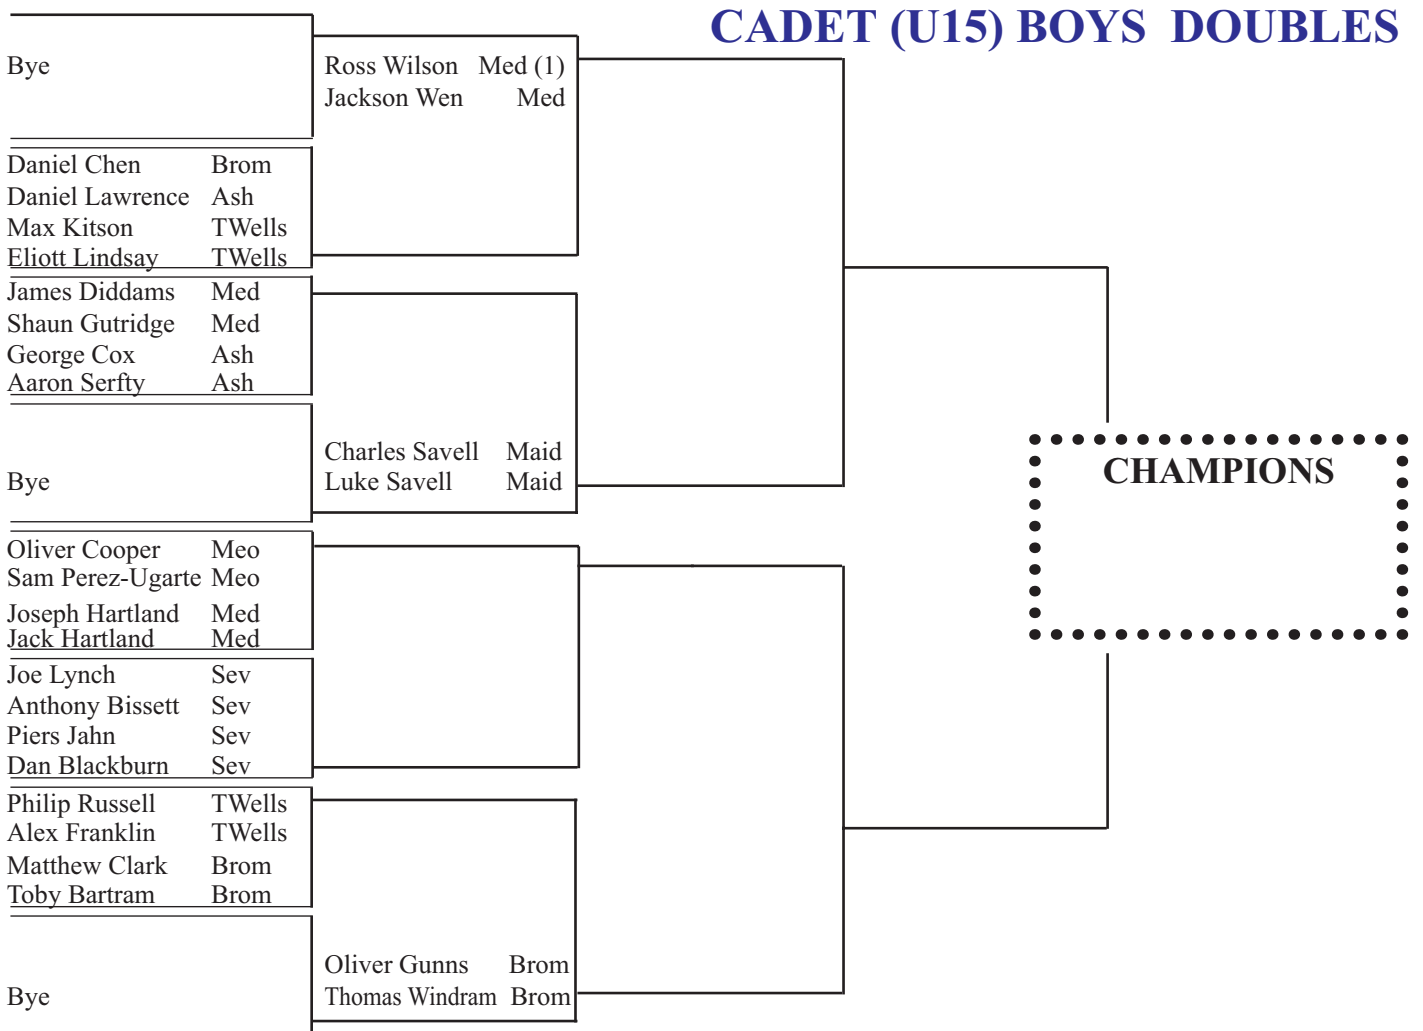 CADET (U15) BOYS DOUBLES
Bye
Ross Wilson Med (1)
Jackson Wen Med
Daniel Chen Brom
Daniel Lawrence Ash
Max Kitson TWells
Eliott Lindsay TWells
James Diddams Med
Shaun Gutridge Med
George Cox Ash
Aaron Serfty Ash
Charles Savell Maid
Luke Savell Maid
Bye
CHAMPIONS
Oliver Cooper Meo
Sam Perez-Ugarte Meo
Joseph Hartland Med
Jack Hartland Med
Joe Lynch Sev
Anthony Bissett Sev
Piers Jahn Sev
Dan Blackburn Sev
Philip Russell TWells
Alex Franklin TWells
Matthew Clark Brom
Toby Bartram Brom
Oliver Gunns Brom
Thomas Windram Brom
Bye